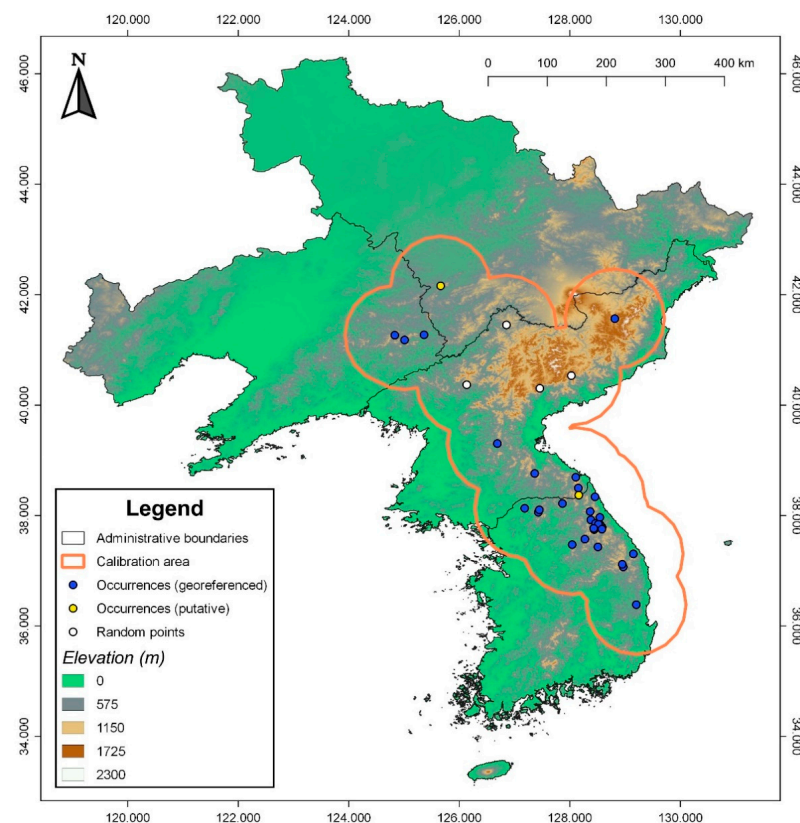 120.000 122.000 124.000 126.000 128.000 130.000
46.000 46.000
N
0 100 200 300 400 km
44.000 44.000
42.000 42.000
40.000 40.000
38.000 38.000
Legend
Administrative boundaries
Calibration area
Occurrences (georeferenced)
Occurrences (putative)
Random points
Elevation (m)
0
575
1150
1725
2300
36.000 36.000
34.000 34.000
120.000 122.000 124.000 126.000 128.000 130.000